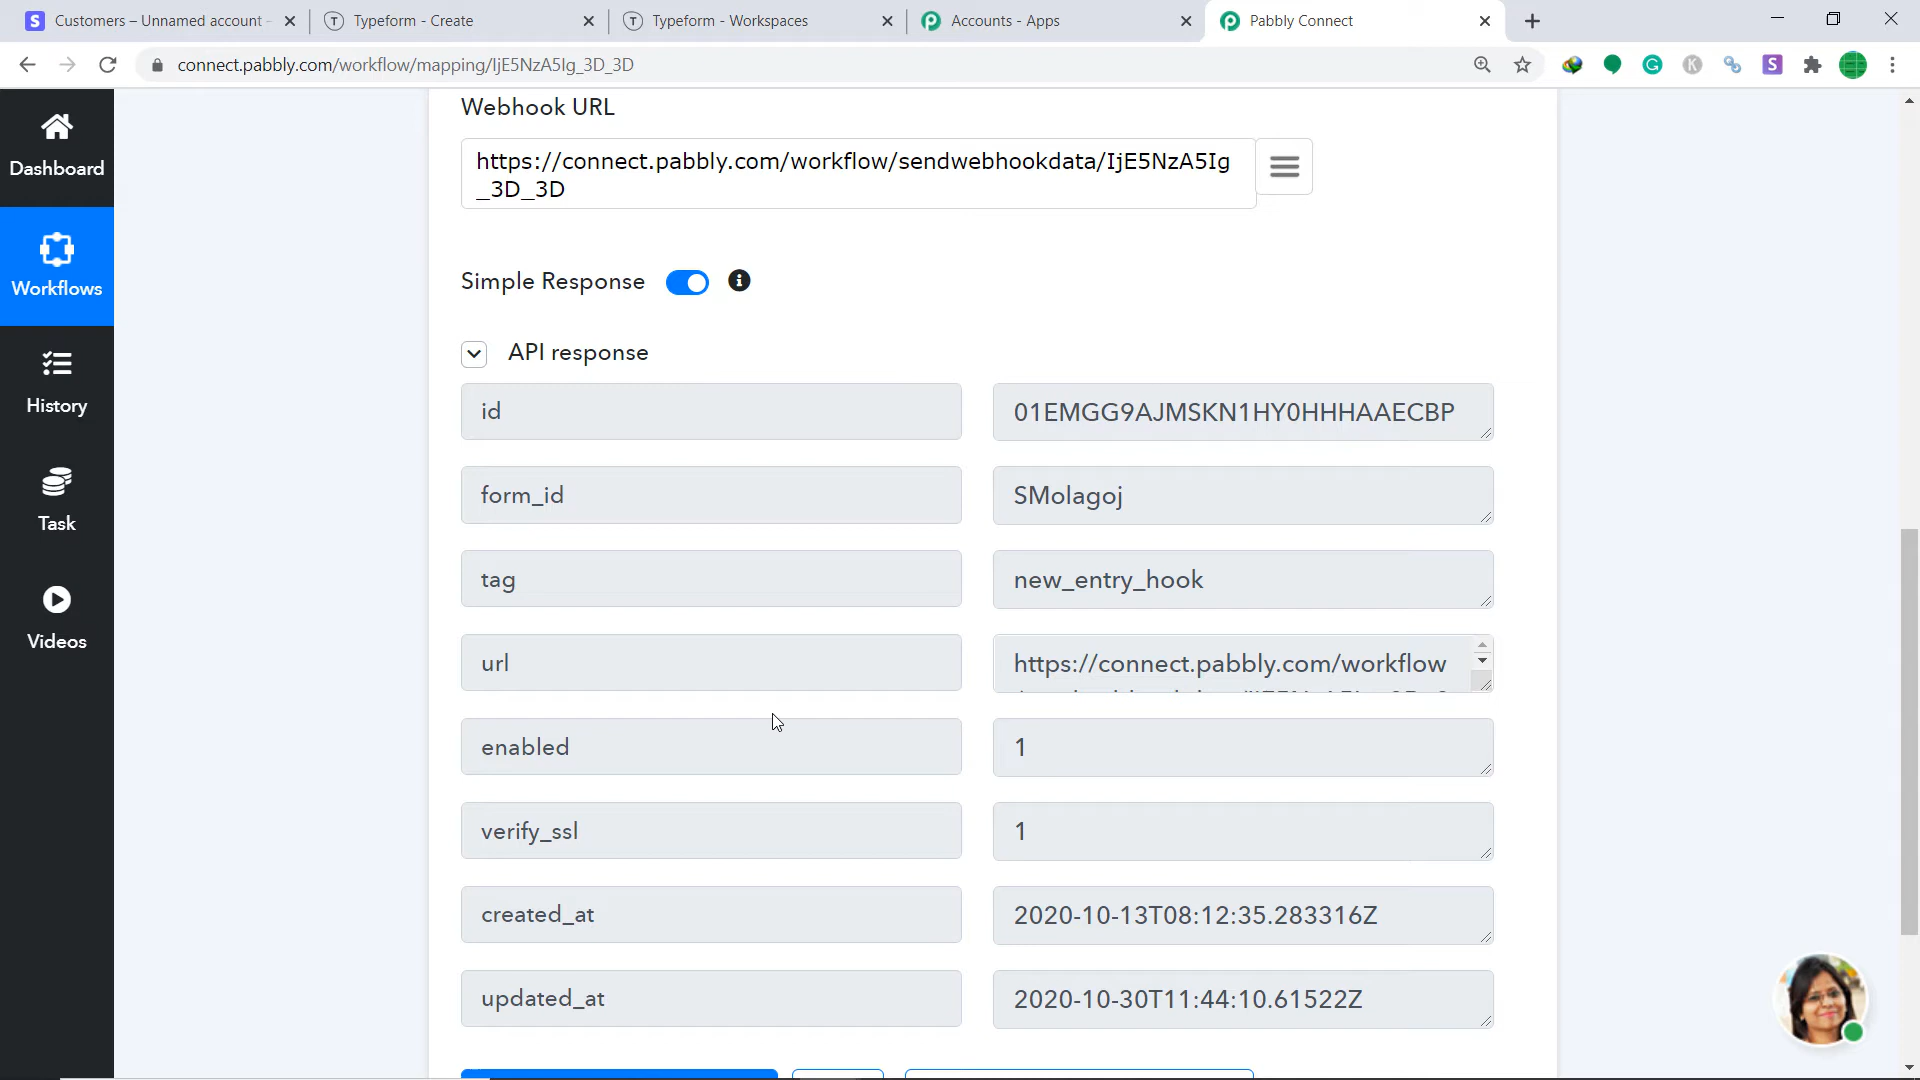 Customers – Unnamed account -
Typeform - Create
Typeform - Workspaces
Accounts - Apps
Pabbly Connect
connect.pabbly.com/workflow/mapping/IjE5NzA5Ig_3D_3D
Dashboard
Workflows
History
Task
Videos
Webhook URL
https://connect.pabbly.com/workflow/sendwebhookdata/IjE5NzA5Ig
_3D_3D
Simple Response
API response
id
01EMGG9AJMSKN1HY0HHHAAECBP
form_id
SMolagoj
tag
new_entry_hook
url
https://connect.pabbly.com/workflow
enabled
1
verify_ssl
1
created_at
2020-10-13T08:12:35.283316Z
updated_at
2020-10-30T11:44:10.61522Z